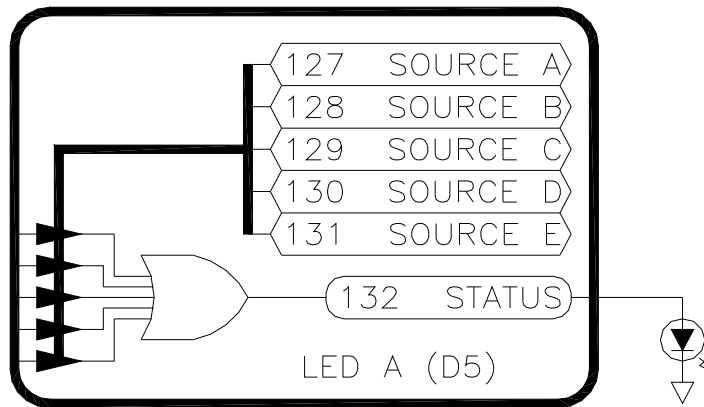 127 SOURCE A
128 SOURCE B
129 SOURCE C
130 SOURCE D
131 SOURCE E
132 STATUS
LED A (D5)